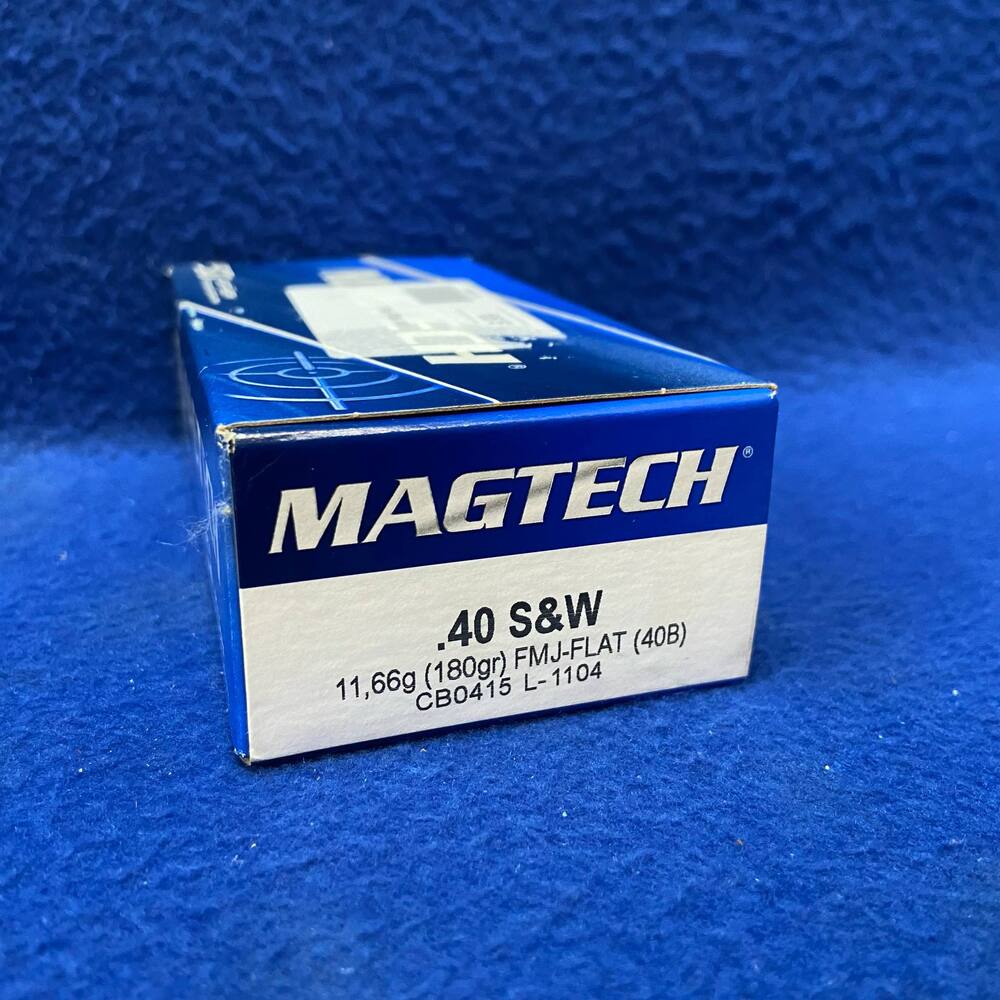 MAGTECH®
.40 S&W
11,66g (180gr) FMJ-FLAT (40B)
CB0415 L-1104